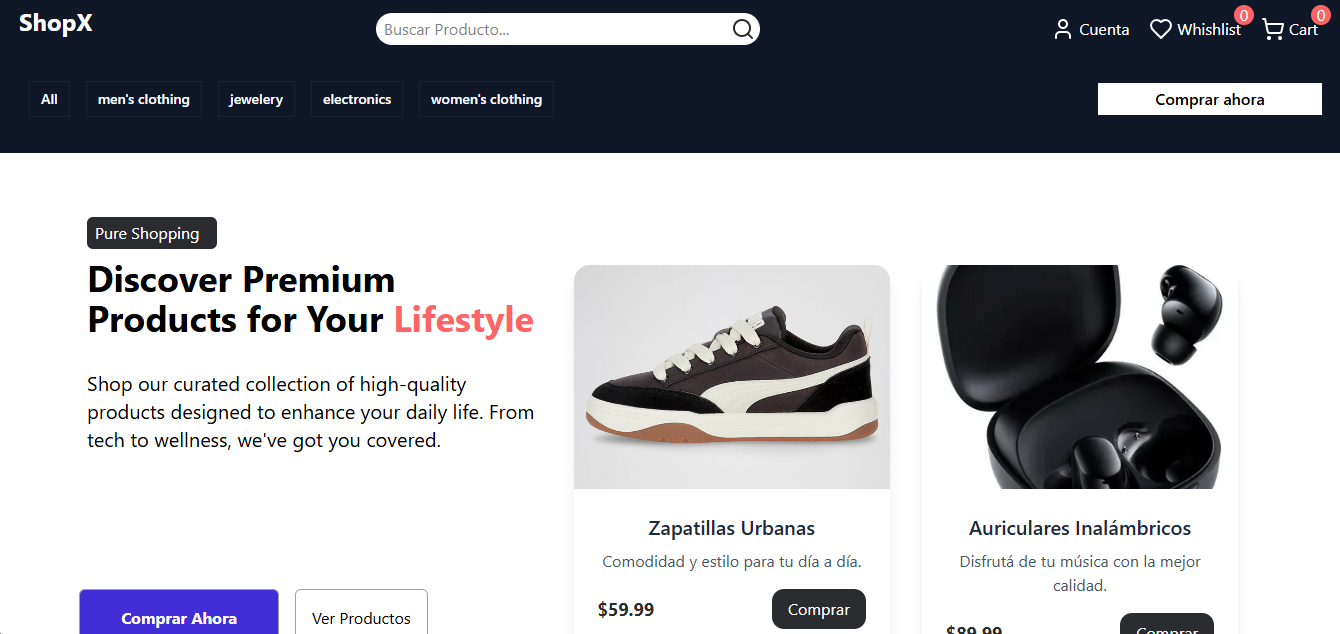 ShopX
Buscar Producto...
Cuenta
Whishlist
0
Cart
0
All
men's clothing
jewelery
electronics
women's clothing
Comprar ahora
Pure Shopping
Discover Premium
Products for Your Lifestyle
Shop our curated collection of high-quality
products designed to enhance your daily life. From
tech to wellness, we've got you covered.
Comprar Ahora
Ver Productos
Zapatillas Urbanas
Comodidad y estilo para tu día a día.
$59.99
Comprar
Auriculares Inalámbricos
Disfrutá de tu música con la mejor
calidad.
$89.99
Comprar